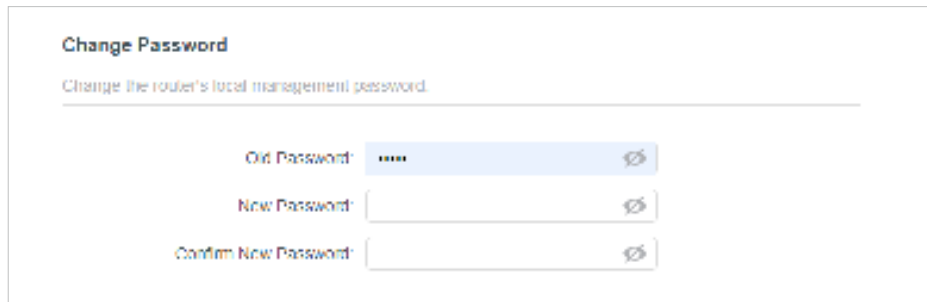 Change Password
Change the router's local management password.
Old Password: •••••
New Password:
Confirm New Password: